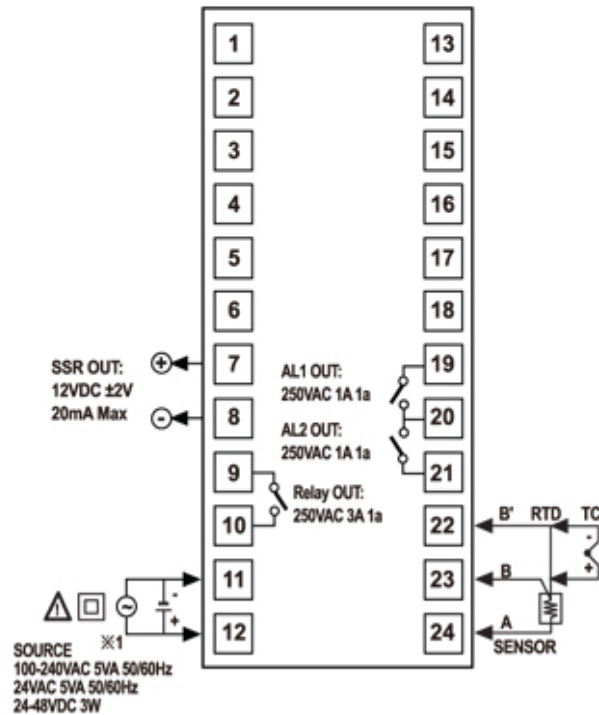 1
13
2
14
3
15
4
16
5
17
6
18
SSR OUT:
12VDC ±2V
20mA Max
+
-
7
8
AL1 OUT:
250VAC 1A 1a
AL2 OUT:
250VAC 1A 1a
19
20
21
9
10
Relay OUT:
250VAC 3A 1a
22
B' RTD TC
-
+
23
B
24
A
SENSOR
11
12
-
+
※1
SOURCE
100-240VAC 5VA 50/60Hz
24VAC 5VA 50/60Hz
24-48VDC 3W